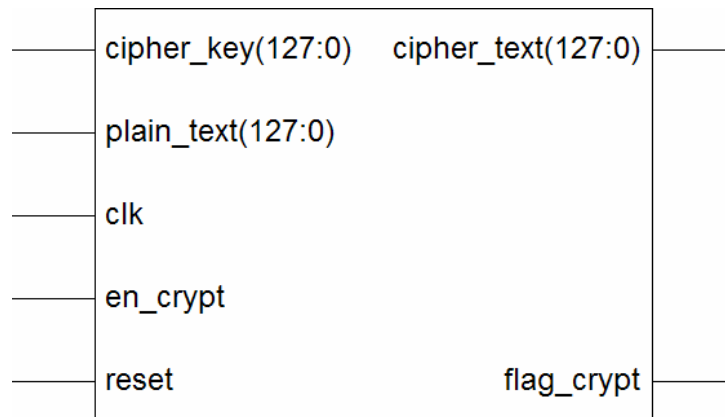 cipher_key(127:0) cipher_text(127:0)
plain_text(127:0)
clk
en_crypt
reset flag_crypt